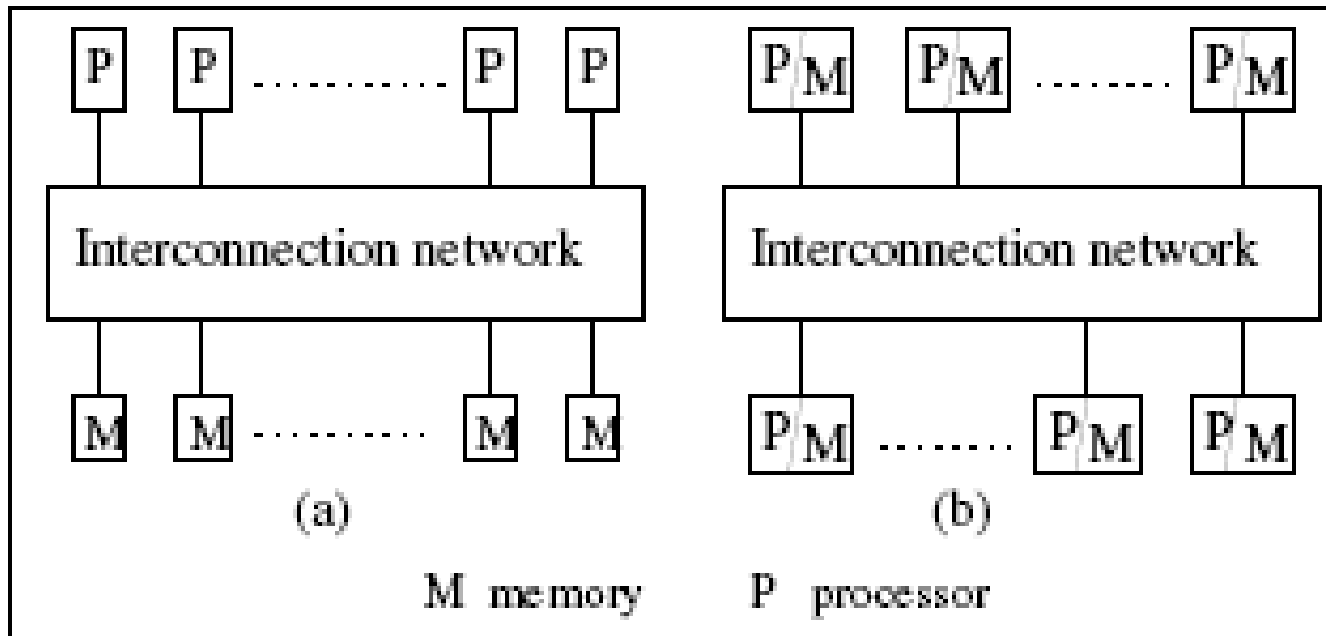 P P ............ P P
Interconnection network
M M ........... M M
(a)
P/M P/M ........ P/M
Interconnection network
P/M ........ P/M P/M
(b)
M memory P processor